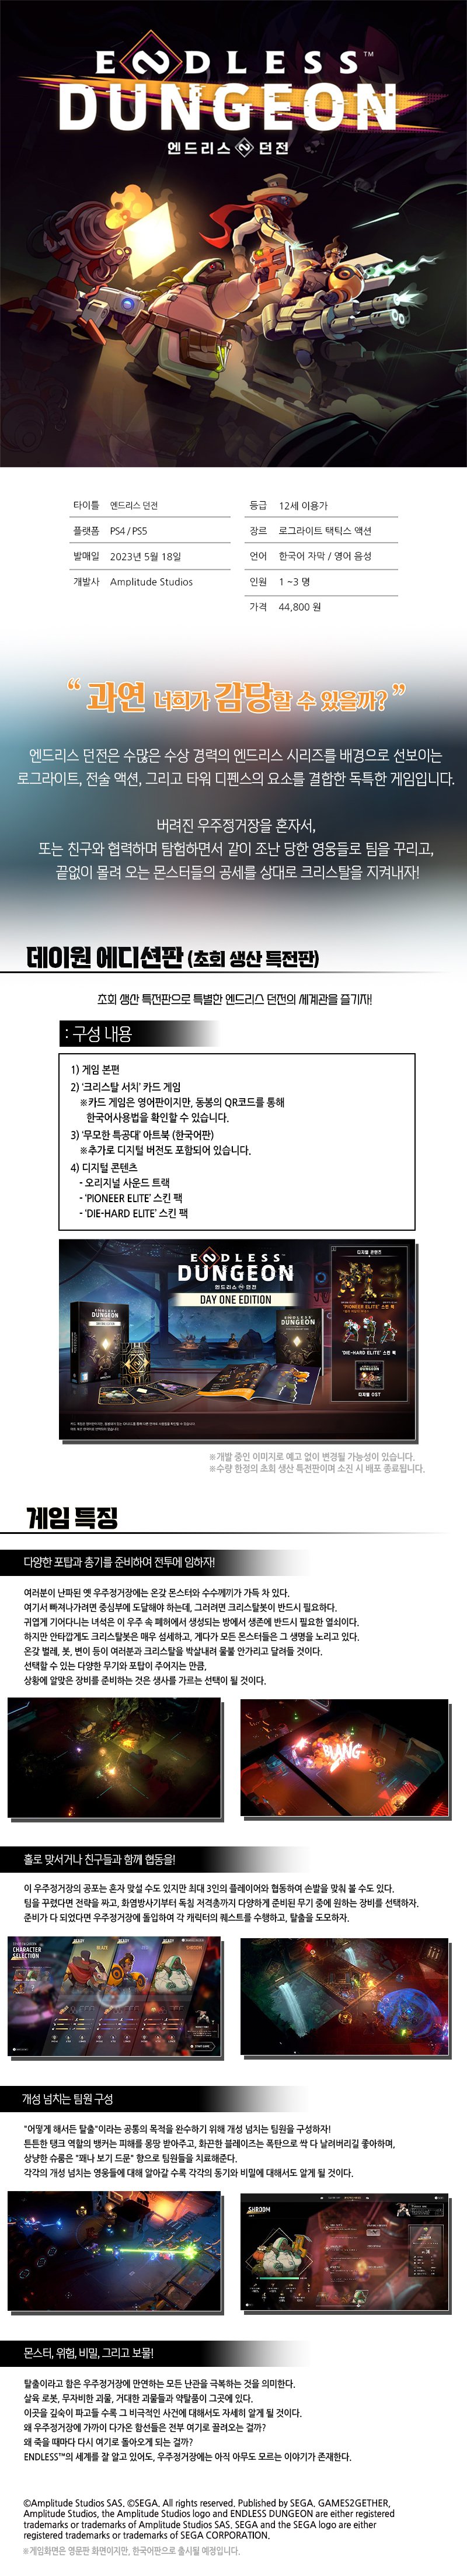 ENDLESS™
DUNGEON
엔드리스 던전
타이틀 엔드리스 던전
플랫폼 PS4 / PS5
발매일 2023년 5월 18일
개발사 Amplitude Studios
등급 12세 이용가
장르 로그라이트 택틱스 액션
언어 한국어 자막 / 영어 음성
인원 1 ~3 명
가격 44,800 원
“ 과연 너희가 감당할 수 있을까? ”
엔드리스 던전은 수많은 수상 경력의 엔드리스 시리즈를 배경으로 선보이는
로그라이트, 전술 액션, 그리고 타워 디펜스의 요소를 결합한 독특한 게임입니다.
버려진 우주정거장을 혼자서,
또는 친구와 협력하며 탐험하면서 같이 조난 당한 영웅들로 팀을 꾸리고,
끝없이 몰려 오는 몬스터들의 공세를 상대로 크리스탈을 지켜내자!
데이원 에디션판 (초회 생산 특전판)
초회 생산 특전판으로 특별한 엔드리스 던전의 세계관을 즐기자!
: 구성 내용
1) 게임 본편
2) ‘크리스탈 서치’ 카드 게임
※카드 게임은 영어판이지만, 동봉의 QR코드를 통해
한국어사용법을 확인할 수 있습니다.
3) ‘무모한 특공대’ 아트북 (한국어판)
※추가로 디지털 버전도 포함되어 있습니다.
4) 디지털 콘텐츠
- 오리지널 사운드 트랙
- ‘PIONEER ELITE’ 스킨 팩
- ‘DIE-HARD ELITE’ 스킨 팩
ENDLESS™
DUNGEON
엔드리스 던전
DAY ONE EDITION
디지털 콘텐츠
‘PIONEER ELITE’ 스킨 팩
‘DIE-HARD ELITE’ 스킨 팩
디지털 OST
※개발 중인 이미지로 예고 없이 변경될 가능성이 있습니다.
※수량 한정의 초회 생산 특전판이며 소진 시 배포 종료됩니다.
게임 특징
다양한 포탑과 총기를 준비하여 전투에 임하자!
여러분이 난파된 옛 우주정거장에는 온갖 몬스터와 수수께끼가 가득 차 있다.
여기서 빠져나가려면 중심부에 도달해야 하는데, 그러려면 크리스탈봇이 반드시 필요하다.
귀엽게 기어다니는 녀석은 이 우주 속 폐허에서 생성되는 방에서 생존에 반드시 필요한 열쇠이다.
하지만 안타깝게도 크리스탈봇은 매우 섬세하고, 게다가 모든 몬스터들은 그 생명을 노리고 있다.
온갖 벌레, 봇, 변이 등이 여러분과 크리스탈을 박살내려 물불 안가리고 달려들 것이다.
선택할 수 있는 다양한 무기와 포탑이 주어지는 만큼,
상황에 알맞은 장비를 준비하는 것은 생사를 가르는 선택이 될 것이다.
BLANG
홀로 맞서거나 친구들과 함께 협동을!
이 우주정거장의 공포는 혼자 맞설 수도 있지만 최대 3인의 플레이어와 협동하여 손발을 맞춰 볼 수도 있다.
팀을 꾸렸다면 전략을 짜고, 화염방사기부터 독침 저격총까지 다양하게 준비된 무기 중에 원하는 장비를 선택하자.
준비가 다 되었다면 우주정거장에 돌입하여 각 캐릭터의 퀘스트를 수행하고, 탈출을 도모하자.
CHARACTER
SELECTION
BLAZE
SHROOM
개성 넘치는 팀원 구성
“어떻게 해서든 탈출”이라는 공통의 목적을 완수하기 위해 개성 넘치는 팀원을 구성하자!
튼튼한 탱크 역할의 벙커는 피해를 몽땅 받아주고, 화끈한 블레이즈는 폭탄으로 싹 다 날려버리길 좋아하며,
상냥한 슈룸은 "꽤나 보기 드문" 향으로 팀원들을 치료해준다.
각각의 개성 넘치는 영웅들에 대해 알아갈 수록 각각의 동기와 비밀에 대해서도 알게 될 것이다.
SHROOM
몬스터, 위험, 비밀, 그리고 보물!
탈출이라고 함은 우주정거장에 만연하는 모든 난관을 극복하는 것을 의미한다.
살육 로봇, 무자비한 괴물, 거대한 괴물들과 약탈품이 그곳에 있다.
이곳을 깊숙이 파고들 수록 그 비극적인 사건에 대해서도 자세히 알게 될 것이다.
왜 우주정거장에 가까이 다가온 함선들은 전부 여기로 끌려오는 걸까?
왜 죽을 때마다 다시 여기로 돌아오게 되는 걸까?
ENDLESS™의 세계를 잘 알고 있어도, 우주정거장에는 아직 아무도 모르는 이야기가 존재한다.
©Amplitude Studios SAS. ©SEGA. All rights reserved. Published by SEGA. GAMES2GETHER,
Amplitude Studios, the Amplitude Studios logo and ENDLESS DUNGEON are either registered
trademarks or trademarks of Amplitude Studios SAS. SEGA and the SEGA logo are either
registered trademarks or trademarks of SEGA CORPORATION.
※게임화면은 영문판 화면이지만, 한국어판으로 출시될 예정입니다.